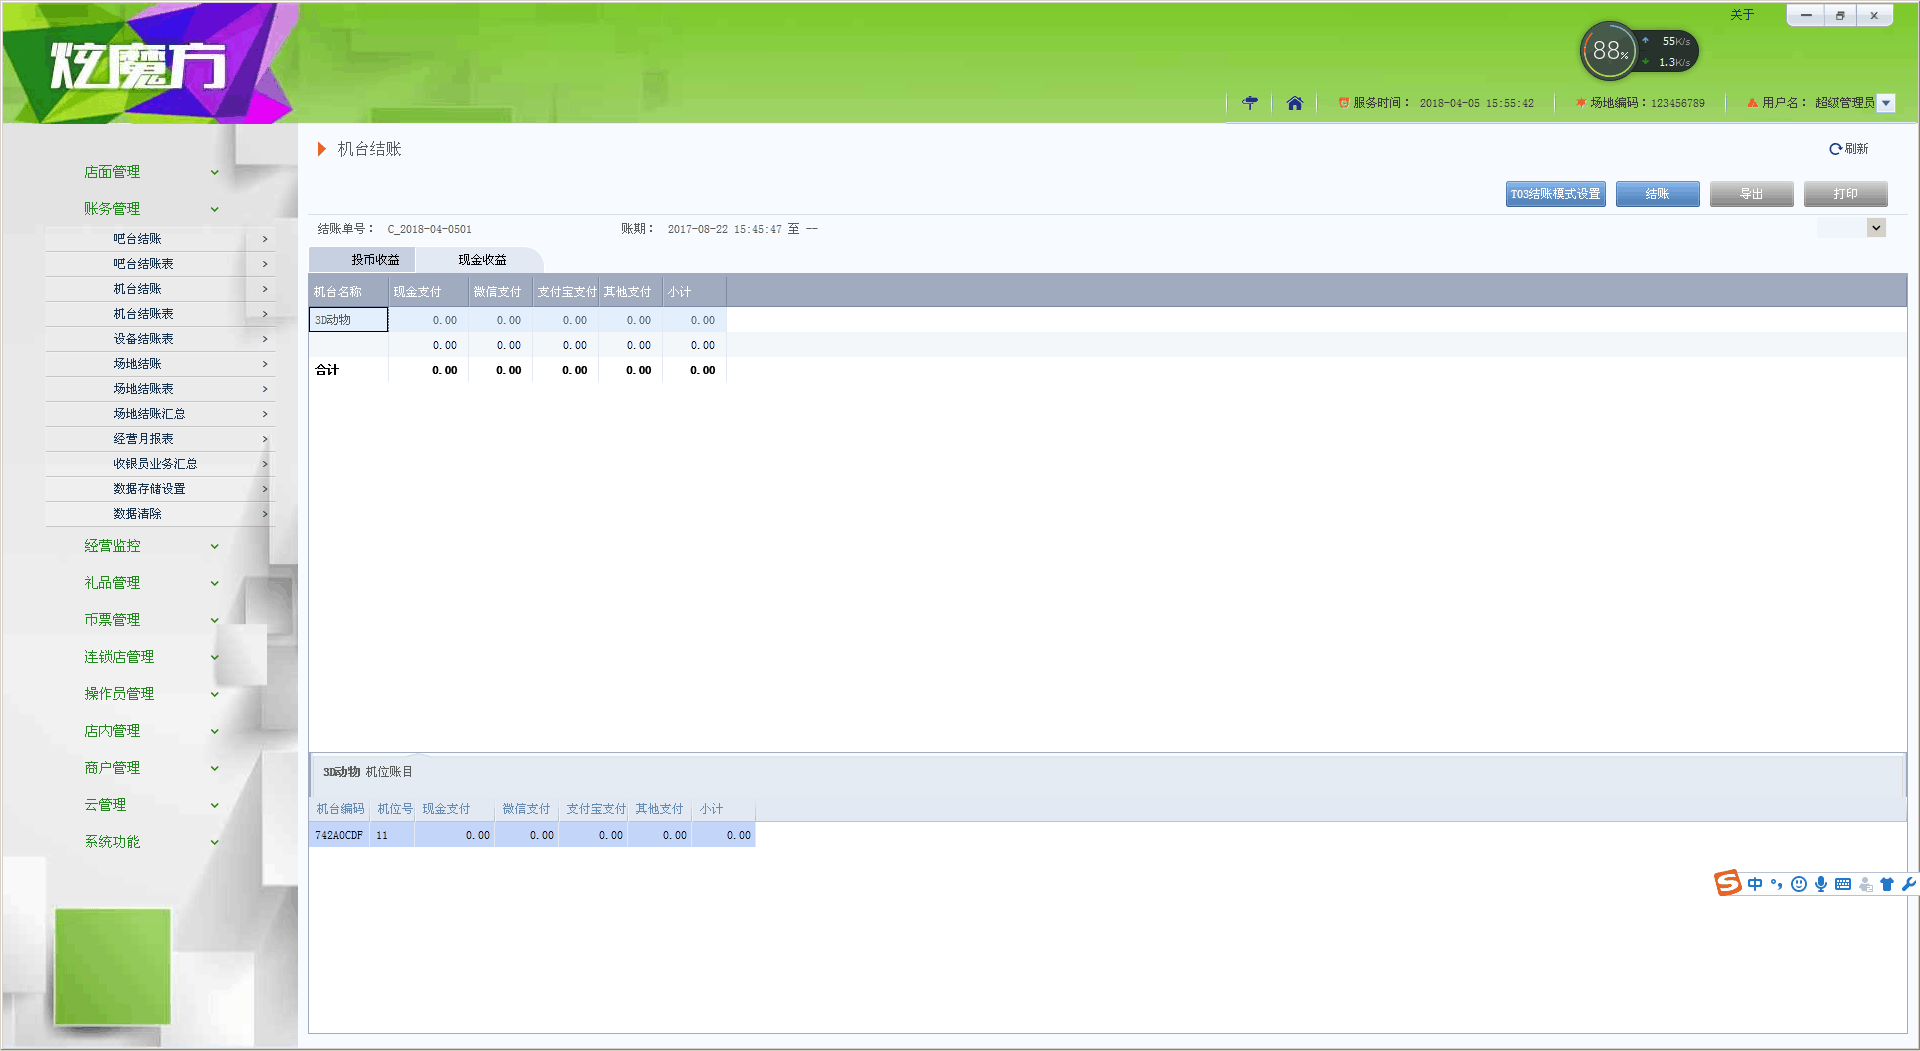 炫魔方
关于
88%
55K/s
1.3K/s
服务时间： 2018-04-05 15:55:42
场地编码：123456789
用户名： 超级管理员
店面管理
账务管理
吧台结账
吧台结账表
机台结账
机台结账表
设备结账表
场地结账
场地结账表
场地结账汇总
经营月报表
收银员业务汇总
数据存储设置
数据清除
经营监控
礼品管理
币票管理
连锁店管理
操作员管理
店内管理
商户管理
云管理
系统功能
机台结账
刷新
T03结账模式设置 结账 导出 打印
结账单号： C_2018-04-0501 账期： 2017-08-22 15:45:47 至 --
投币收益 现金收益
机台名称 现金支付 微信支付 支付宝支付 其他支付 小计
3D动物 0.00 0.00 0.00 0.00 0.00
0.00 0.00 0.00 0.00 0.00
合计 0.00 0.00 0.00 0.00 0.00
3D动物 机位账目
机台编码 机位号 现金支付 微信支付 支付宝支付 其他支付 小计
742A0CDF 11 0.00 0.00 0.00 0.00 0.00
中